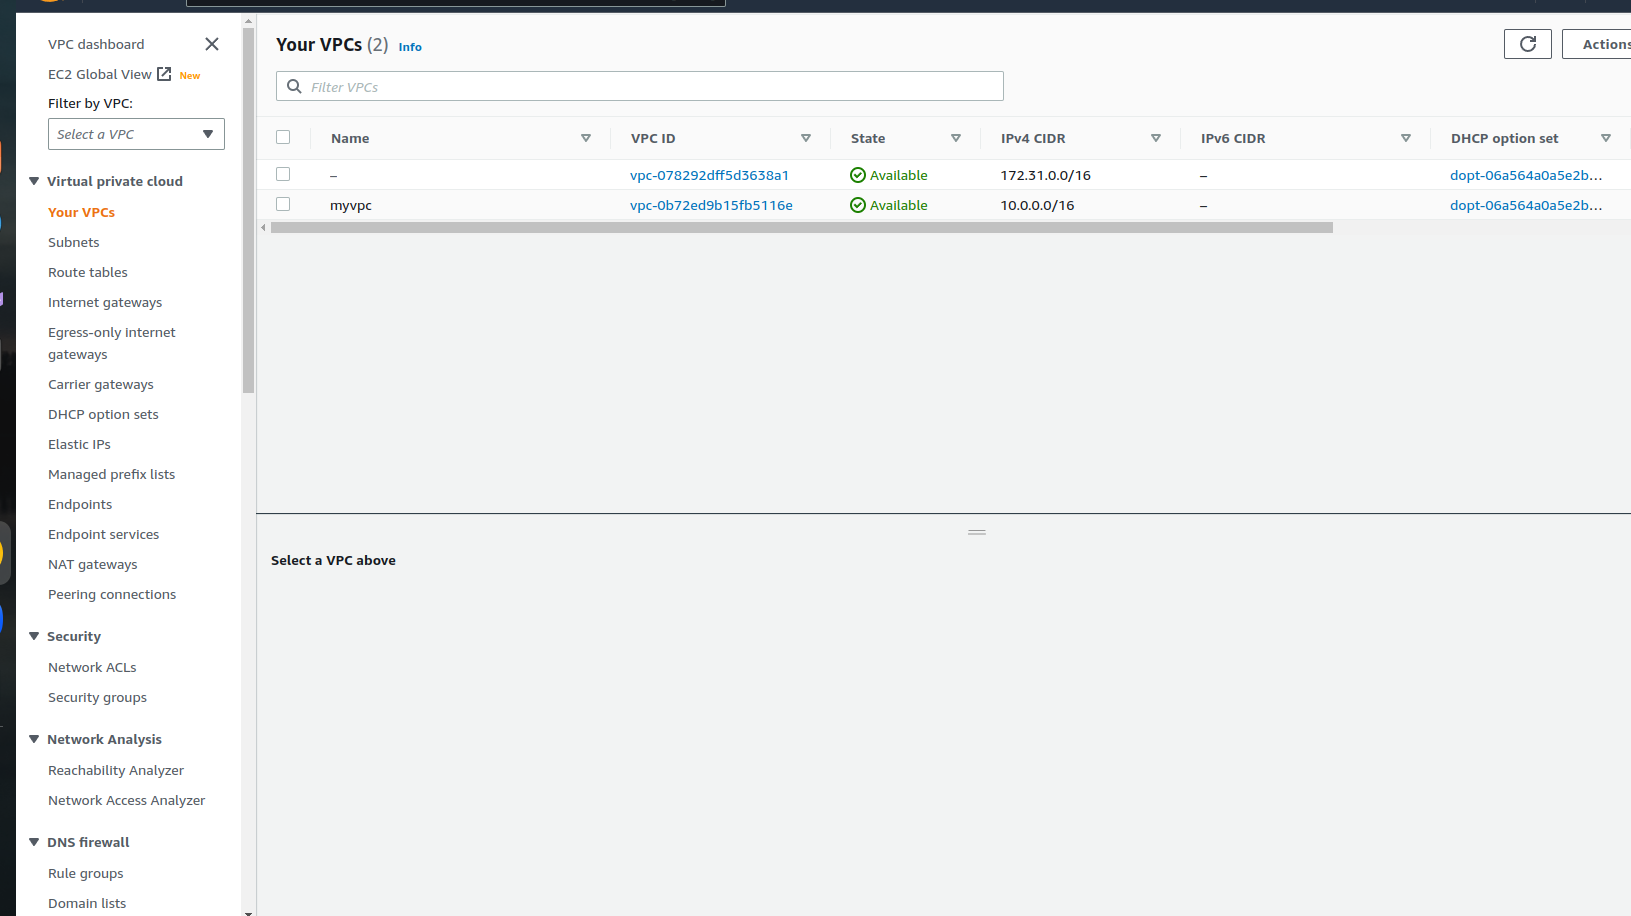 VPC dashboard
EC2 Global View New
Filter by VPC:
Select a VPC
Virtual private cloud
Your VPCs
Subnets
Route tables
Internet gateways
Egress-only internet
gateways
Carrier gateways
DHCP option sets
Elastic IPs
Managed prefix lists
Endpoints
Endpoint services
NAT gateways
Peering connections
Security
Network ACLs
Security groups
Network Analysis
Reachability Analyzer
Network Access Analyzer
DNS firewall
Rule groups
Domain lists
Your VPCs (2) Info
Actions
Filter VPCs
Name VPC ID State IPv4 CIDR IPv6 CIDR DHCP option set
– vpc-078292dff5d3638a1 Available 172.31.0.0/16 – dopt-06a564a0a5e2b...
myvpc vpc-0b72ed9b15fb5116e Available 10.0.0.0/16 – dopt-06a564a0a5e2b...
Select a VPC above